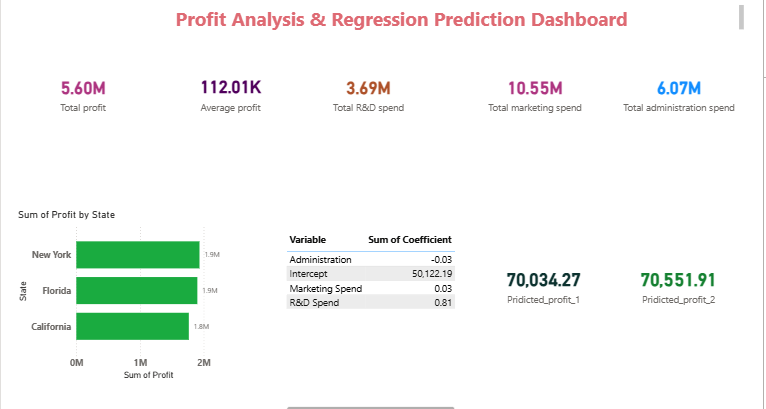 Profit Analysis & Regression Prediction Dashboard
5.60M
Total profit
112.01K
Average profit
3.69M
Total R&D spend
10.55M
Total marketing spend
6.07M
Total administration spend
Sum of Profit by State
State
New York 1.9M
Florida 1.9M
California 1.8M
0M 1M 2M
Sum of Profit
Variable Sum of Coefficient
Administration -0.03
Intercept 50,122.19
Marketing Spend 0.03
R&D Spend 0.81
70,034.27
Pridicted_profit_1
70,551.91
Pridicted_profit_2